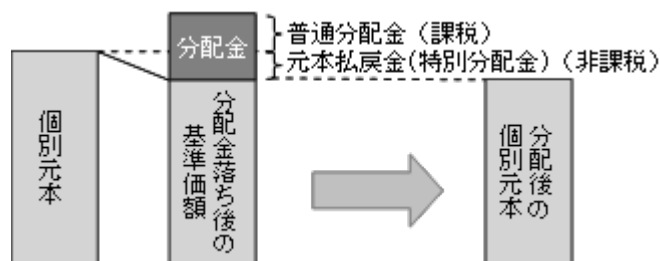 分配金
普通分配金（課税）
元本払戻金(特別分配金)（非課税）
個別元本
分配金落ち後の
基準価額
分配後の
個別元本